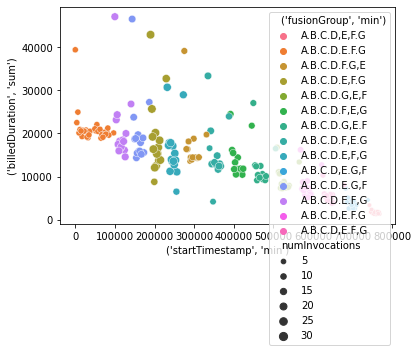 ('fusionGroup', 'min')
A.B.C.D,E,F.G
A.B.C.D.E.F.G
A.B.C.D.F.G,E
A.B.C.D,E.F,G
A.B.C.D.G,E,F
A.B.C.D.F,E,G
A.B.C.D.G,E.F
A.B.C.D.F,E.G
A.B.C.D.E,F,G
A.B.C.D,E.G,F
A.B.C.D.E.G,F
A.B.C.D.E.F,G
A.B.C.D,E.F.G
A.B.C.D.E,F.G
numInvocations
5
10
15
20
25
30
('billedDuration', 'sum')
40000
30000
20000
10000
0
0 100000 200000 300000 400000 500000 600000 700000 800000
('startTimestamp', 'min')